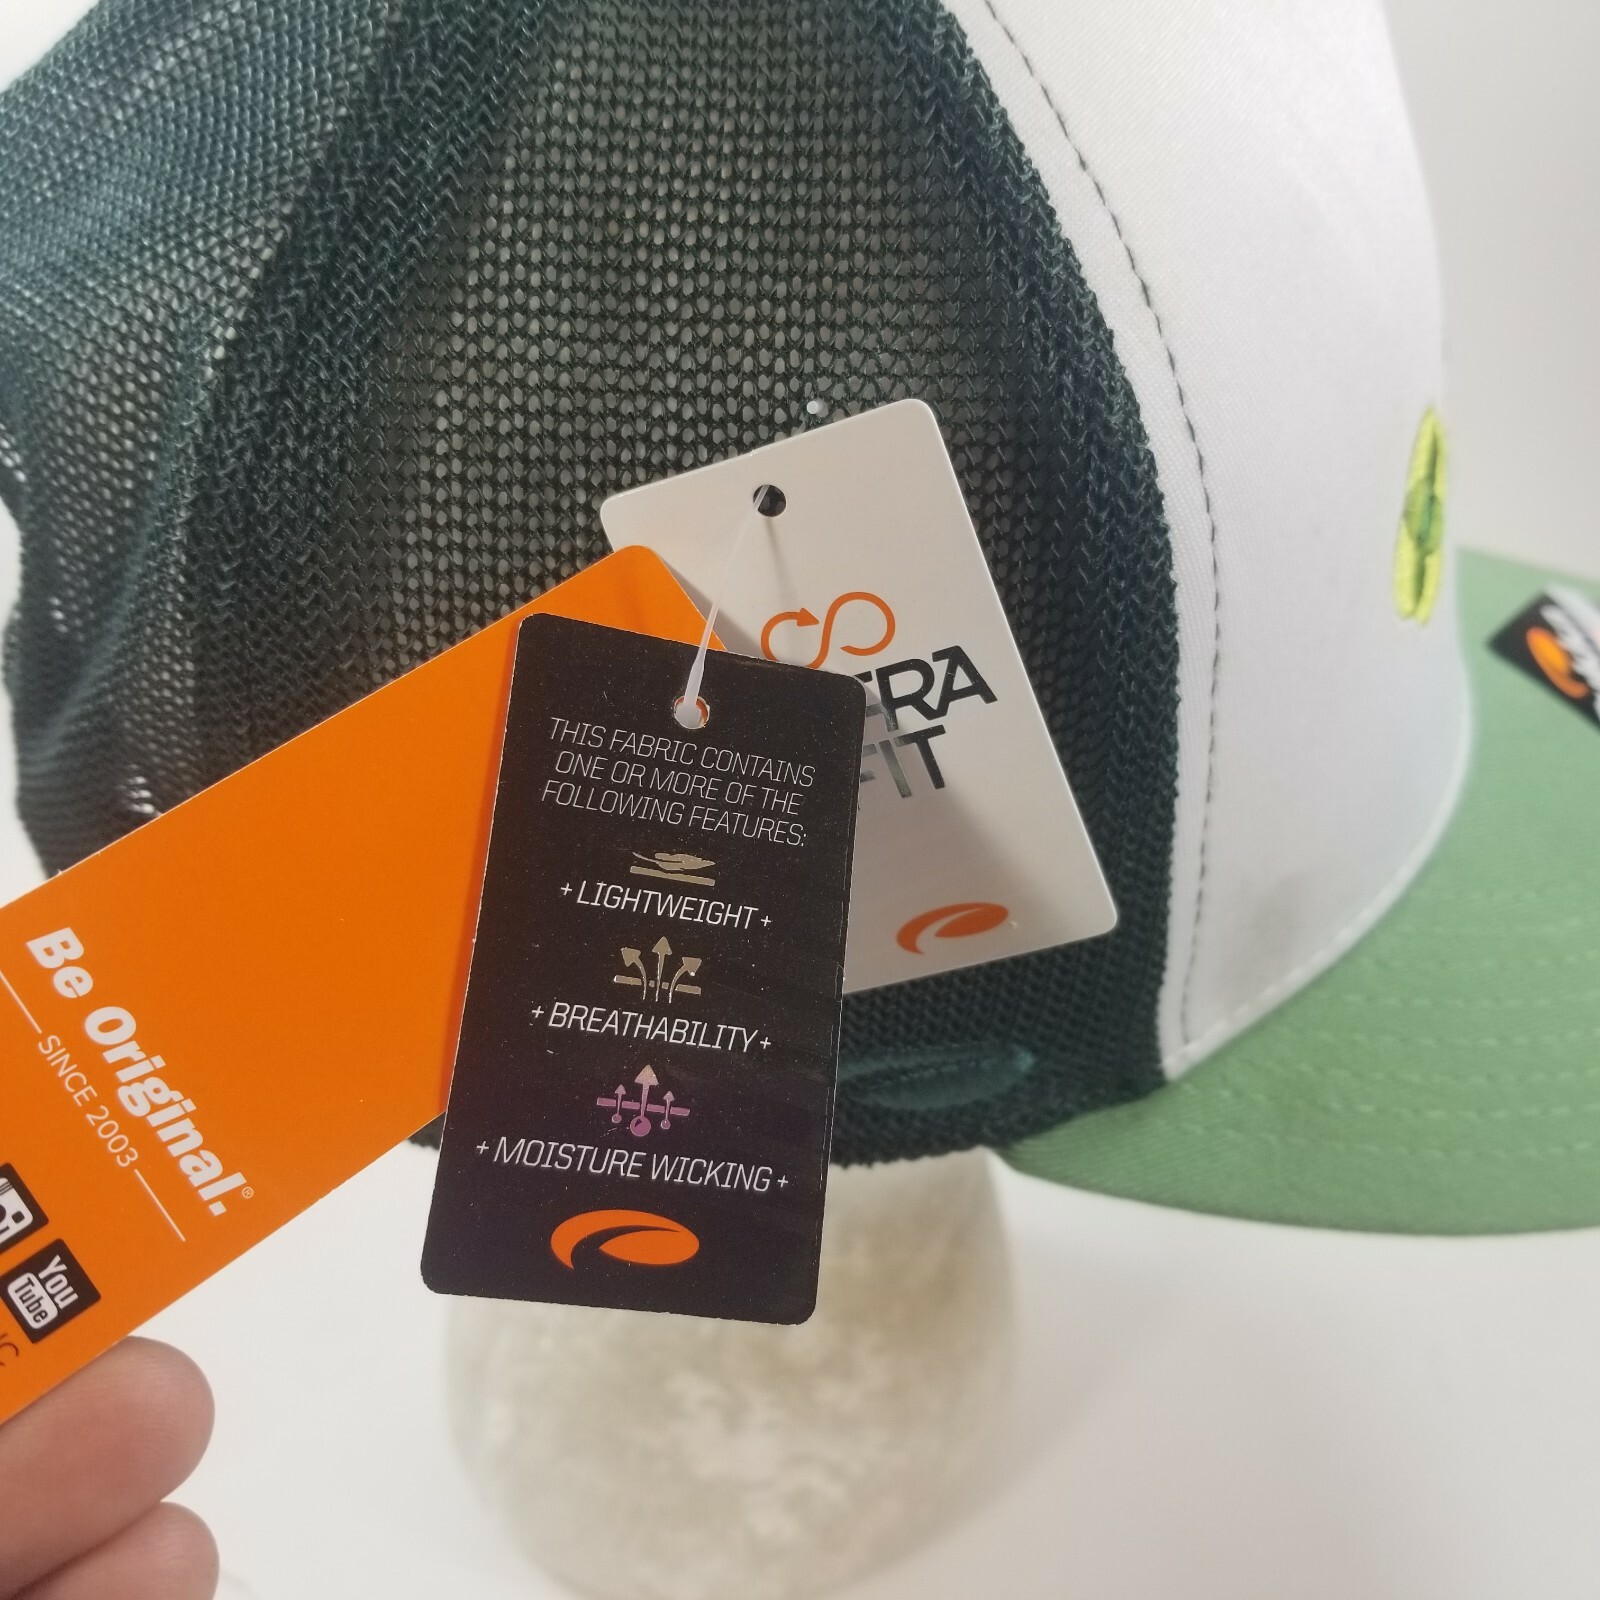 THIS FABRIC CONTAINS
ONE OR MORE OF THE
FOLLOWING FEATURES:
+ LIGHTWEIGHT +
+ BREATHABILITY +
+ MOISTURE WICKING +
FIT
Be Original.®
SINCE 2003
You
Tube